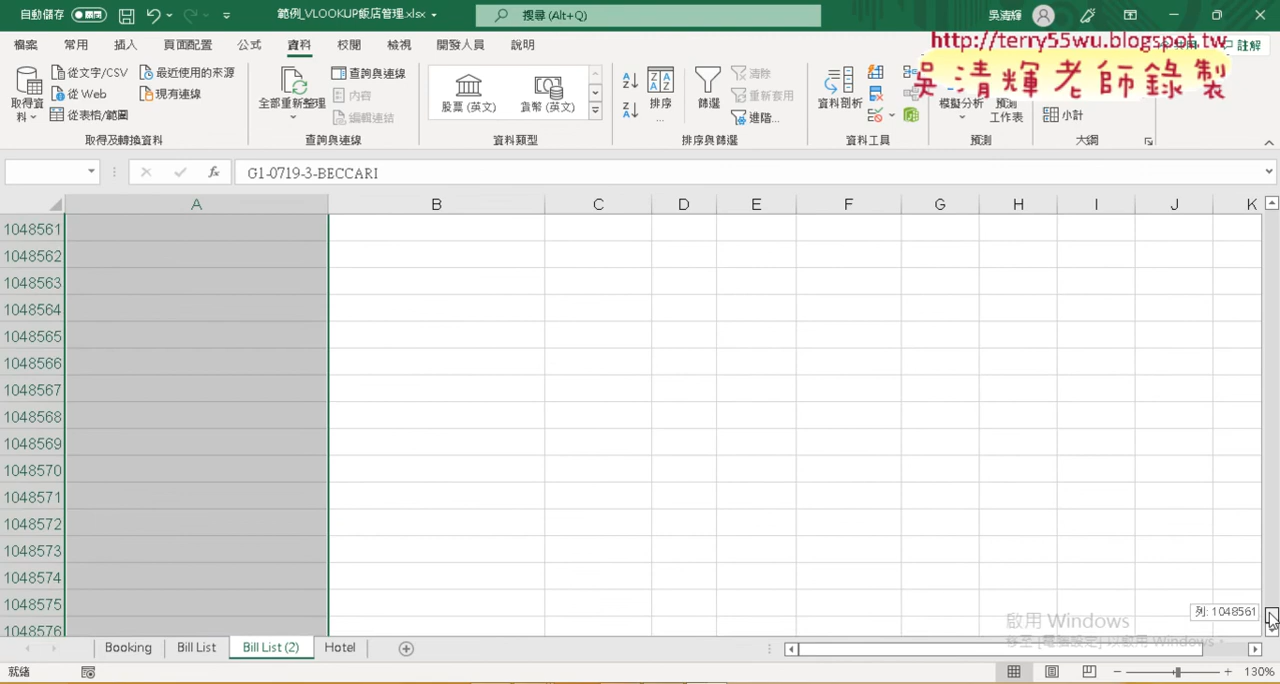 自動儲存
範例_VLOOKUP飯店管理.xlsx
搜尋 (Alt+Q)
吳清輝
http://terry55wu.blogspot.tw
吳清輝老師錄製
檔案 常用 插入 頁面配置 公式 資料 校閱 檢視 開發人員 說明 註解
取得資料
從文字/CSV
從 Web
從表格/範圍
最近使用的來源
現有連線
取得及轉換資料
全部重新整理
查詢與連線
內容
編輯連結
查詢與連線
股票 (英文)
貨幣 (英文)
資料類型
排序
篩選
清除
重新套用
進階...
排序與篩選
資料剖析
資料工具
模擬分析
預測工作表
預測
小計
大綱
G1-0719-3-BECCARI
A B C D E F G H I J K
1048561
1048562
1048563
1048564
1048565
1048566
1048567
1048568
1048569
1048570
1048571
1048572
1048573
1048574
1048575
1048576
列: 1048561
啟用 Windows
移至 [電腦設定] 以啟用 Windows。
Booking Bill List Bill List (2) Hotel
就緒
130%